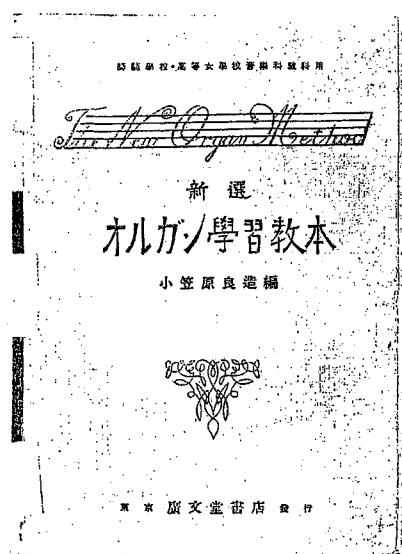 師範學校・高等女學校音樂科敎科用
The New Organ Method
新選
オルガン學習教本
小笠原良造編
東京 廣文堂書店 發行